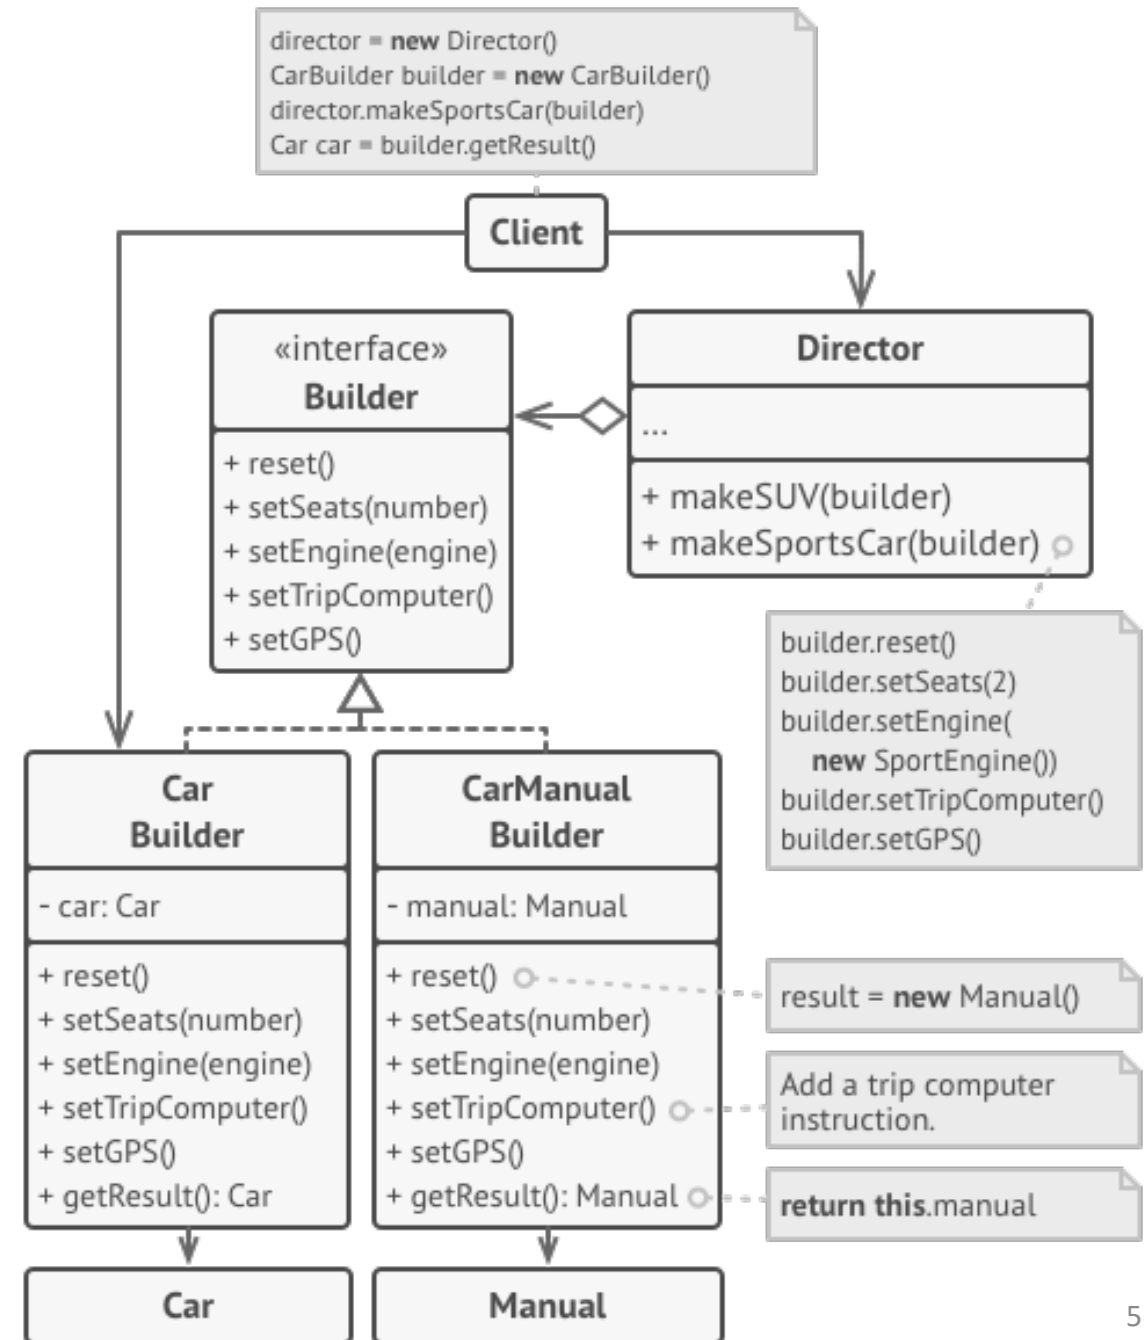 director = new Director()
CarBuilder builder = new CarBuilder()
director.makeSportsCar(builder)
Car car = builder.getResult()
Client
«interface»
Builder
+ reset()
+ setSeats(number)
+ setEngine(engine)
+ setTripComputer()
+ setGPS()
Director
...
+ makeSUV(builder)
+ makeSportsCar(builder)
builder.reset()
builder.setSeats(2)
builder.setEngine(
new SportEngine())
builder.setTripComputer()
builder.setGPS()
Car
Builder
- car: Car
+ reset()
+ setSeats(number)
+ setEngine(engine)
+ setTripComputer()
+ setGPS()
+ getResult(): Car
CarManual
Builder
- manual: Manual
+ reset()
+ setSeats(number)
+ setEngine(engine)
+ setTripComputer()
+ setGPS()
+ getResult(): Manual
result = new Manual()
Add a trip computer
instruction.
return this.manual
Car
Manual
5